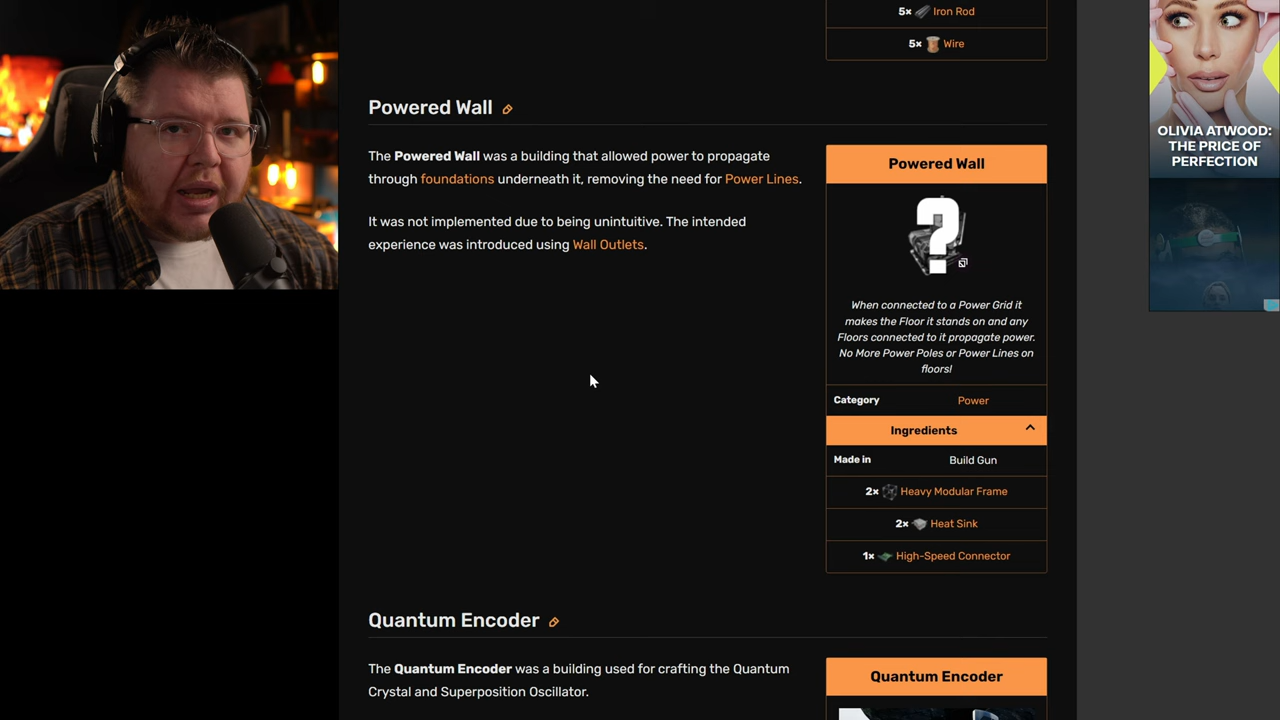 5× Iron Rod
5× Wire
Powered Wall
The Powered Wall was a building that allowed power to propagate
through foundations underneath it, removing the need for Power Lines.
It was not implemented due to being unintuitive. The intended
experience was introduced using Wall Outlets.
Powered Wall
?
When connected to a Power Grid it
makes the Floor it stands on and any
Floors connected to it propagate power.
No More Power Poles or Power Lines on
floors!
Category Power
Ingredients
Made in Build Gun
2× Heavy Modular Frame
2× Heat Sink
1× High-Speed Connector
Quantum Encoder
The Quantum Encoder was a building used for crafting the Quantum
Crystal and Superposition Oscillator.
Quantum Encoder
OLIVIA ATWOOD:
THE PRICE OF
PERFECTION